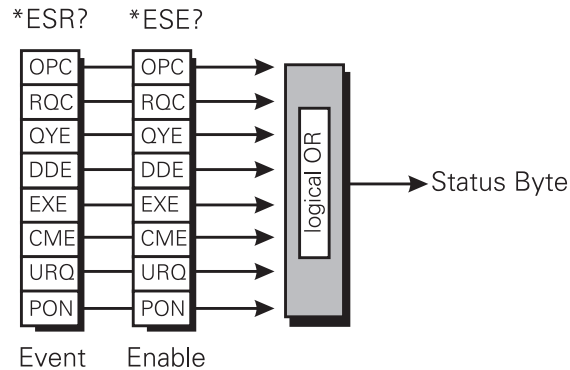 *ESR? *ESE?
OPC OPC
RQC RQC
QYE QYE
DDE DDE
EXE EXE
CME CME
URQ URQ
PON PON
logical OR
Status Byte
Event Enable